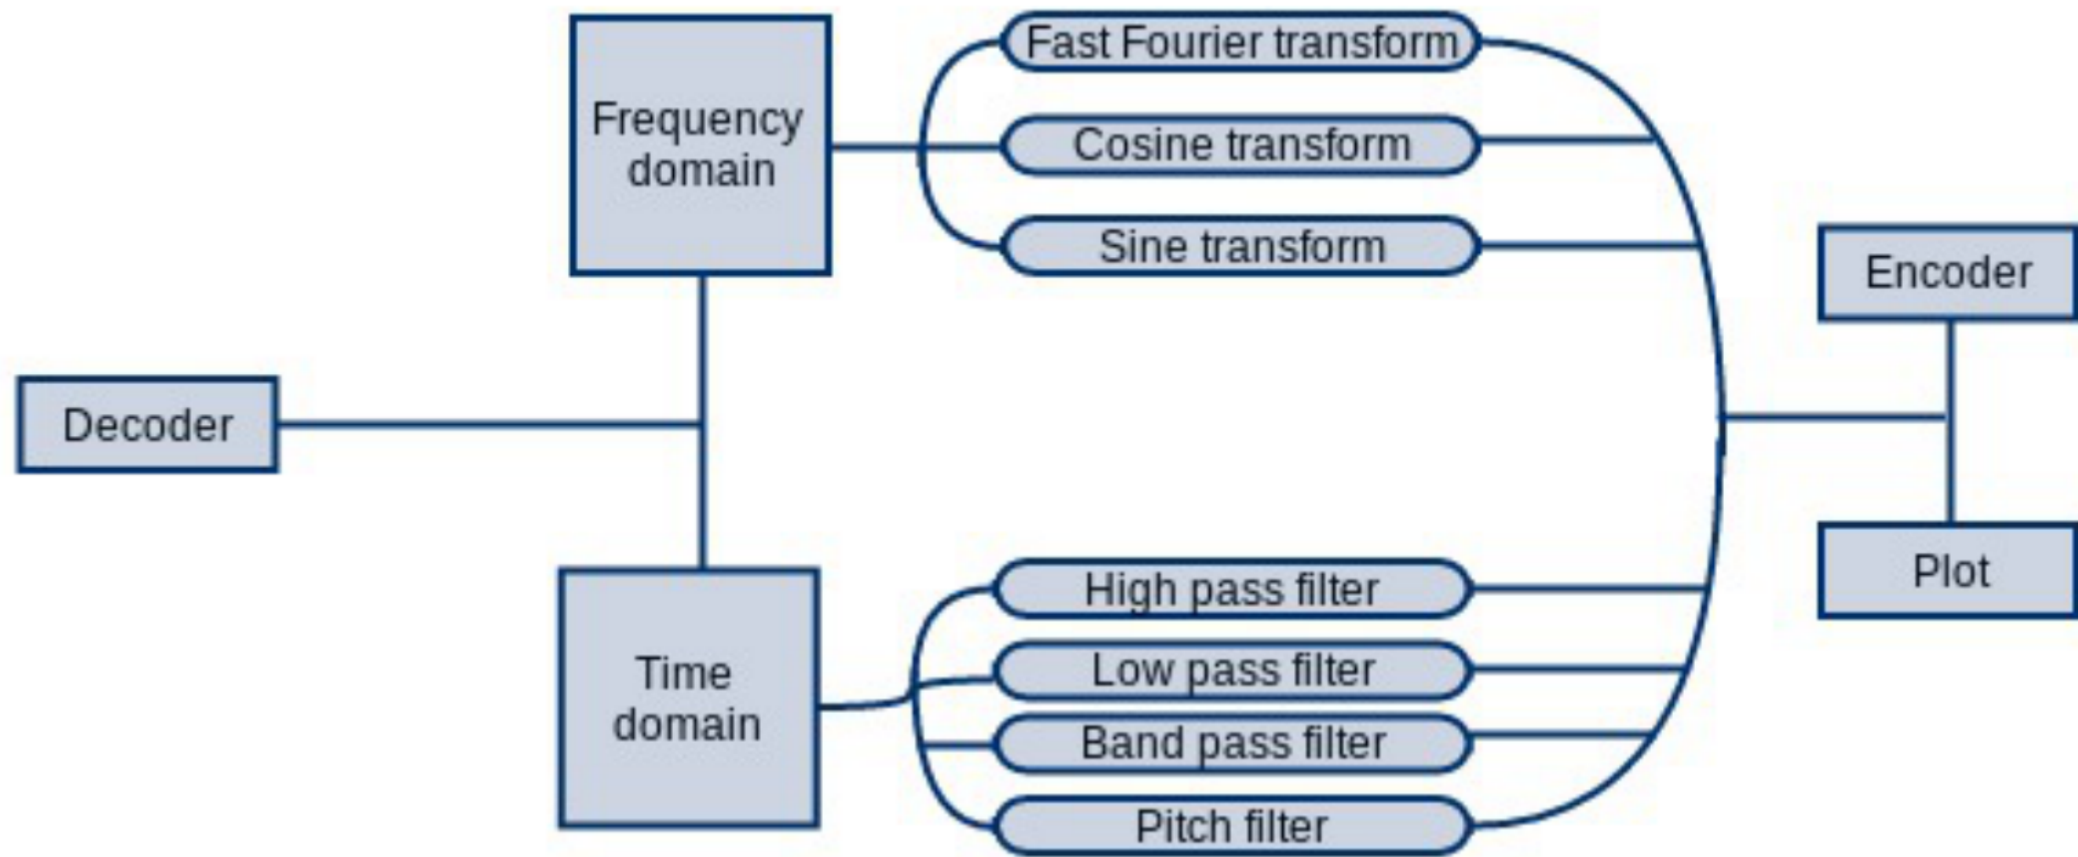 Fast Fourier transform
Frequency
domain
Cosine transform
Sine transform
Encoder
Decoder
High pass filter
Plot
Low pass filter
Time
domain
Band pass filter
Pitch filter